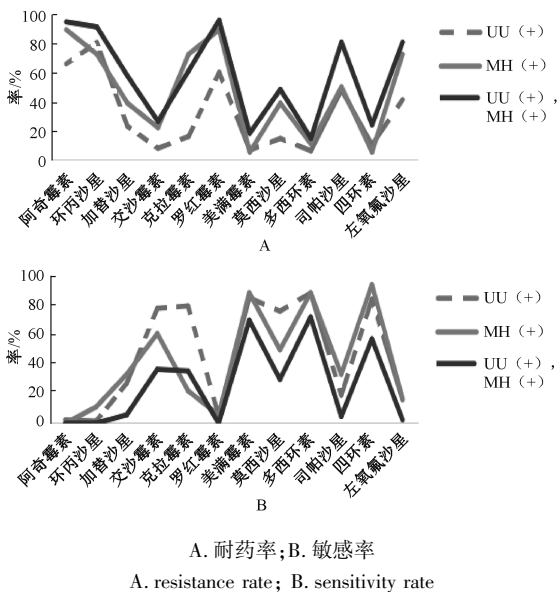 100
80
60
40
20
0
率/%
阿奇霉素
环丙沙星
加替沙星
交沙霉素
克拉霉素
罗红霉素
美满霉素
莫西沙星
多西环素
司帕沙星
四环素
左氧氟沙星
UU（+）
MH（+）
UU（+），
MH（+）
A
100
80
60
40
20
0
率/%
阿奇霉素
环丙沙星
加替沙星
交沙霉素
克拉霉素
罗红霉素
美满霉素
莫西沙星
多西环素
司帕沙星
四环素
左氧氟沙星
UU（+）
MH（+）
UU（+），
MH（+）
B
A. 耐药率;B. 敏感率
A. resistance rate; B. sensitivity rate